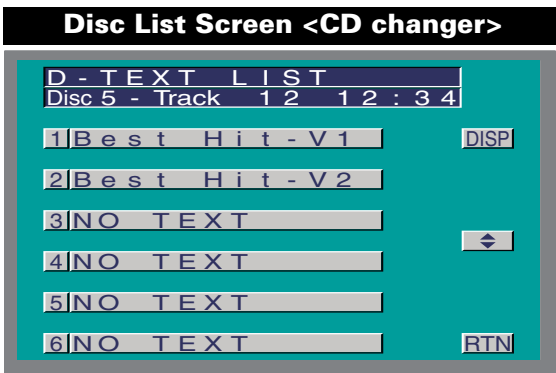 Disc List Screen <CD changer>
D-TEXT LIST
Disc 5 - Track 12 12:34
1 Best Hit-V1 DISP
2 Best Hit-V2
3 NO TEXT
4 NO TEXT
5 NO TEXT
6 NO TEXT RTN